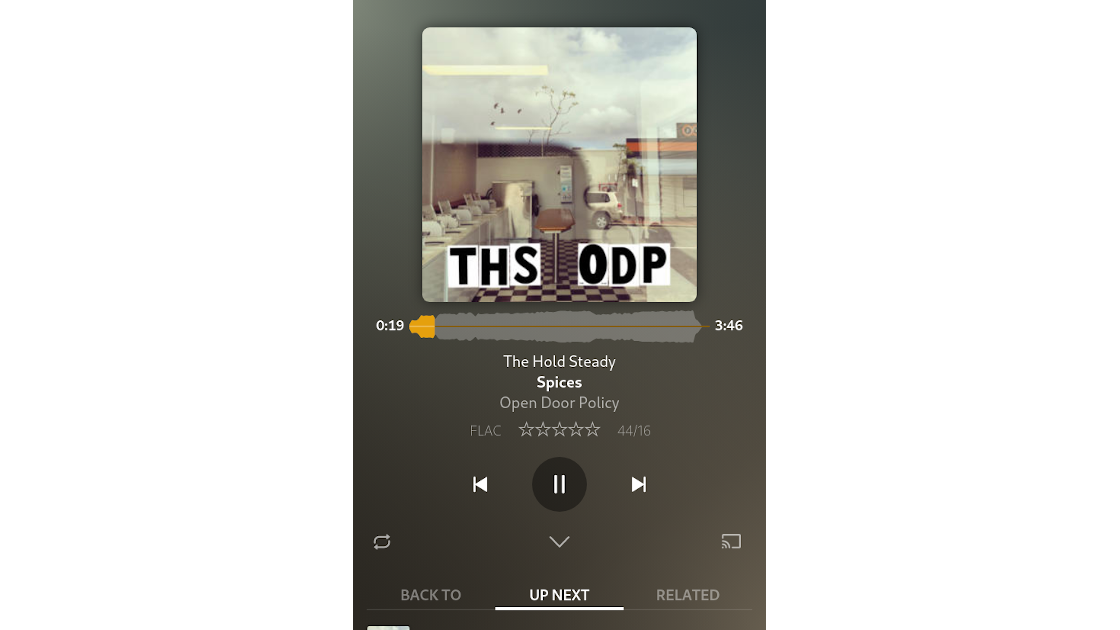 THS ODP
0:19 3:46
The Hold Steady
Spices
Open Door Policy
FLAC 44/16
BACK TO UP NEXT RELATED